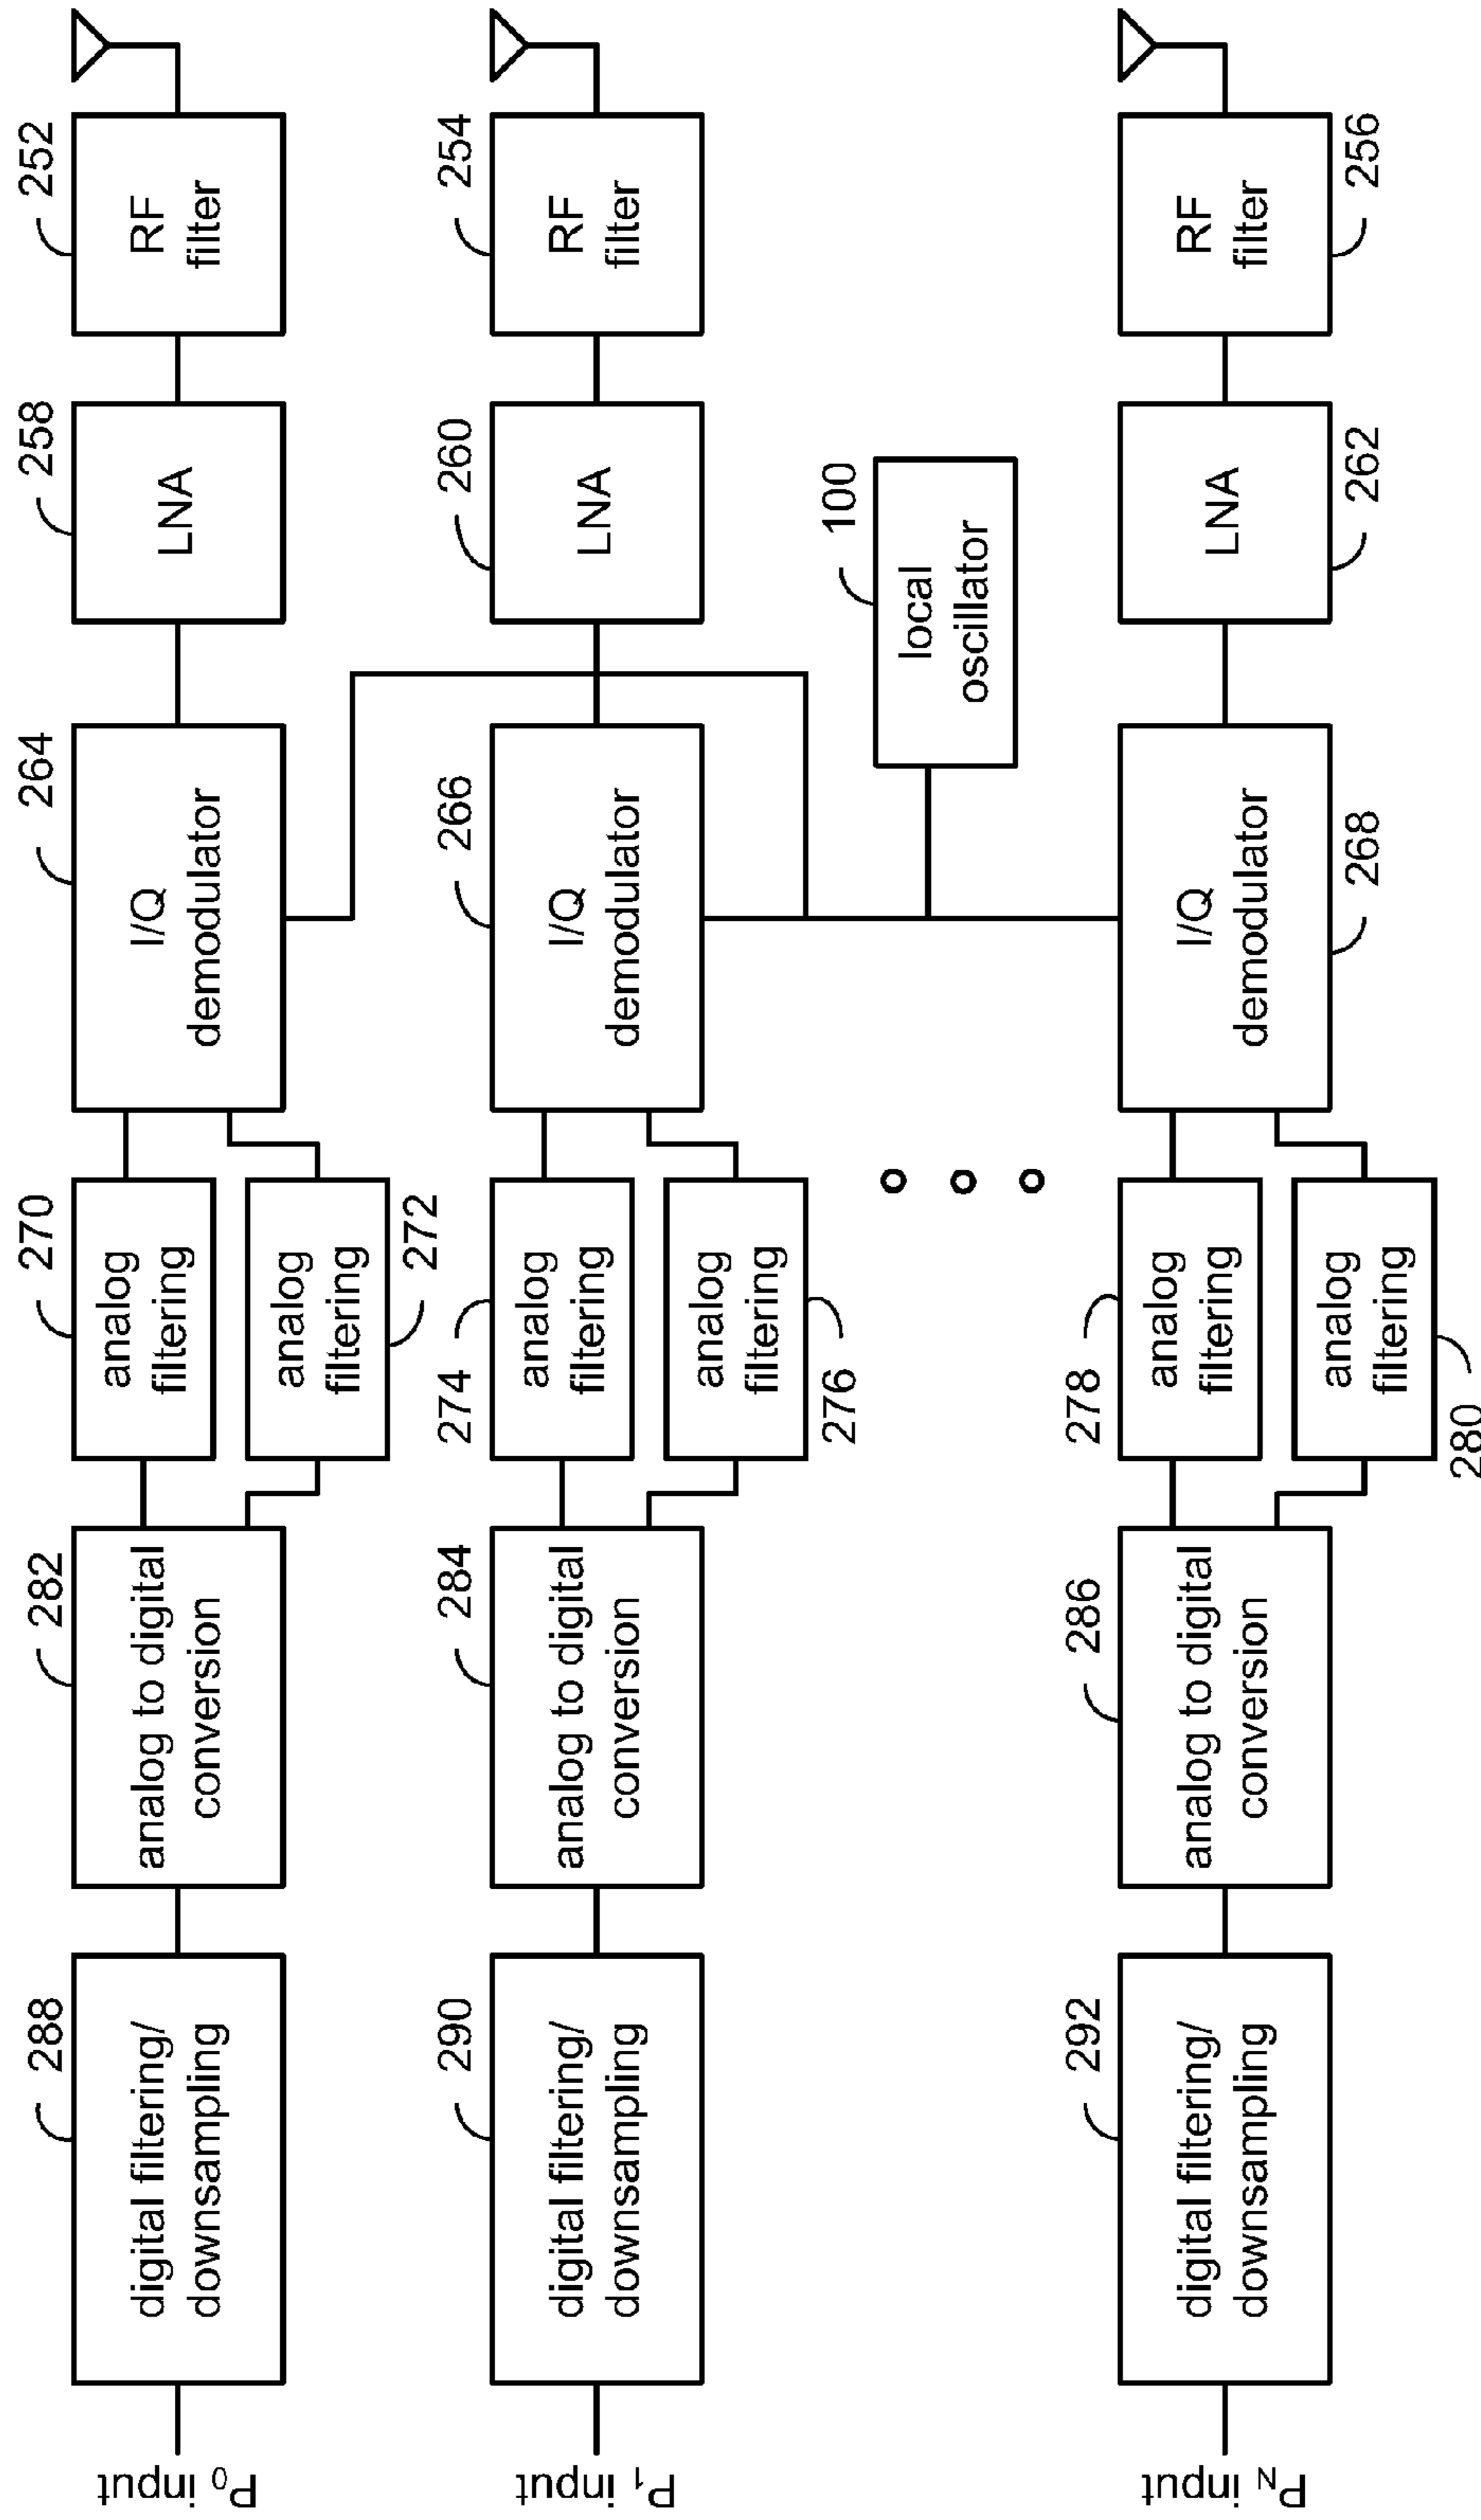 252
RF
filter
258
LNA
264
I/Q
demodulator
270
analog
filtering
272
analog
filtering
282
analog to digital
conversion
288
digital filtering/
downsampling
P0 input
254
RF
filter
260
LNA
266
I/Q
demodulator
274
analog
filtering
276
analog
filtering
284
analog to digital
conversion
290
digital filtering/
downsampling
P1 input
100
local
oscillator
256
RF
filter
262
LNA
268
I/Q
demodulator
278
analog
filtering
280
analog
filtering
286
analog to digital
conversion
292
digital filtering/
downsampling
PN input